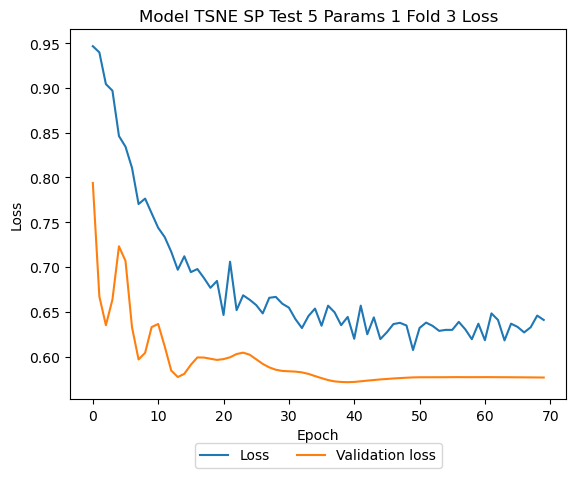 Model TSNE SP Test 5 Params 1 Fold 3 Loss
0.95
0.90
0.85
0.80
0.75
0.70
0.65
0.60
Loss
0 10 20 30 40 50 60 70
Epoch
Loss Validation loss